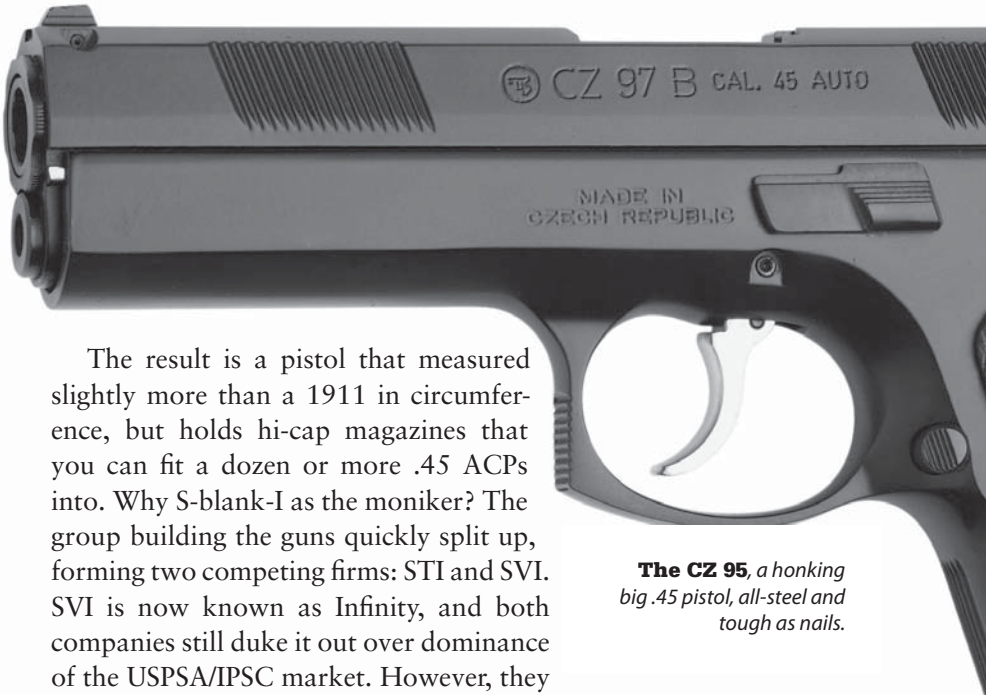 CZ 97 B CAL. 45 AUTO
MADE IN
CZECH REPUBLIC
The result is a pistol that measured
slightly more than a 1911 in circumfer-
ence, but holds hi-cap magazines that
you can fit a dozen or more .45 ACPs
into. Why S-blank-I as the moniker? The
group building the guns quickly split up,
forming two competing firms: STI and SVI.
SVI is now known as Infinity, and both
companies still duke it out over dominance
of the USPSA/IPSC market. However, they
The CZ 95, a honking
big .45 pistol, all-steel and
tough as nails.